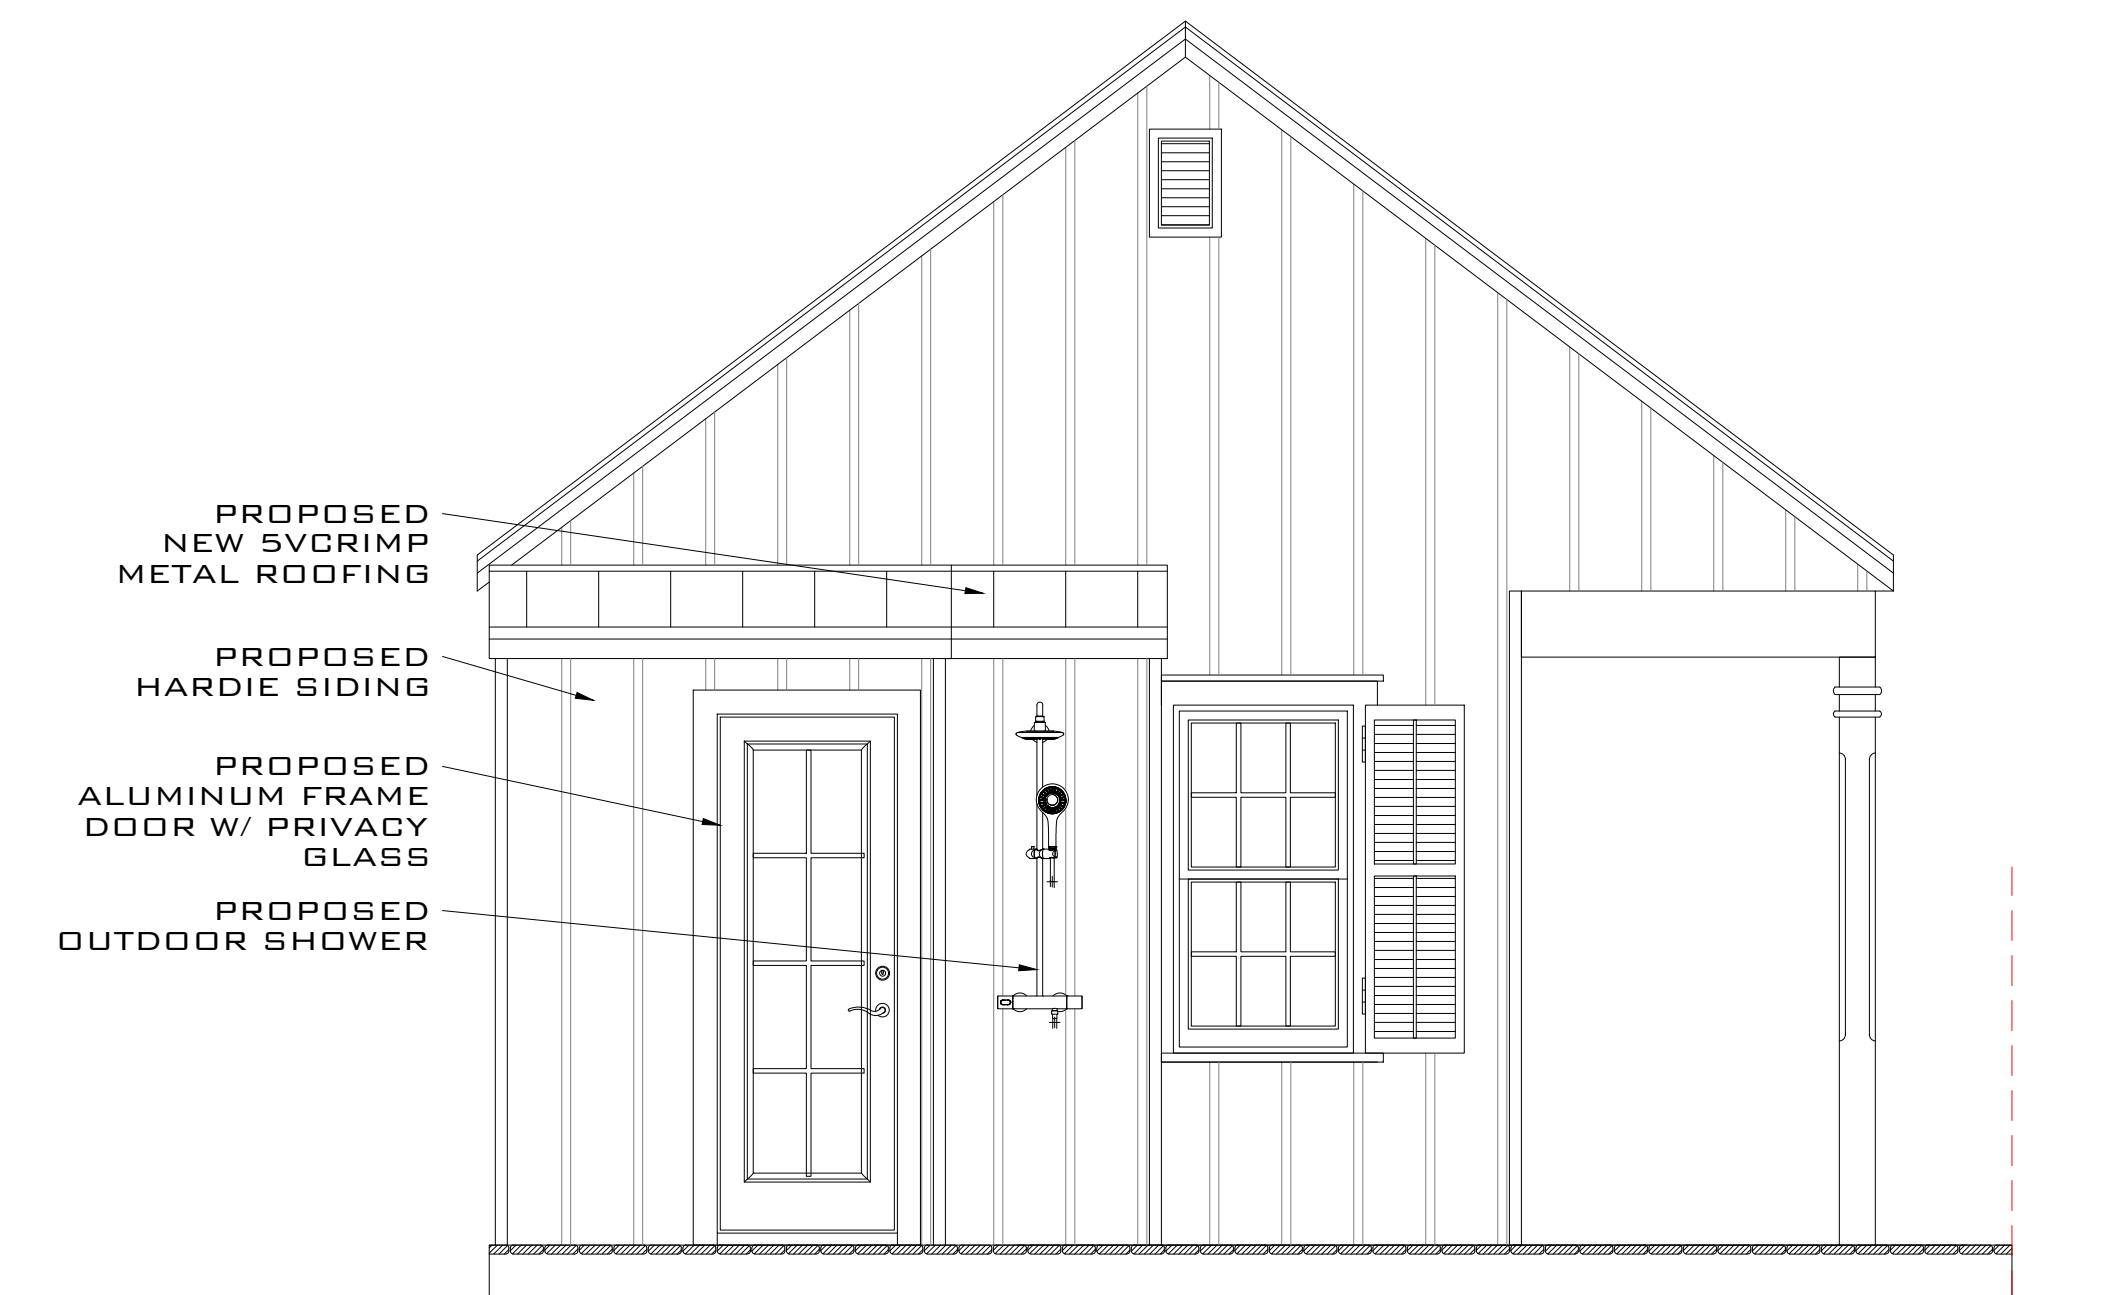 PROPOSED
NEW 5VCRIMP
METAL ROOFING
PROPOSED
HARDIE SIDING
PROPOSED
ALUMINUM FRAME
DOOR W/ PRIVACY
GLASS
PROPOSED
OUTDOOR SHOWER